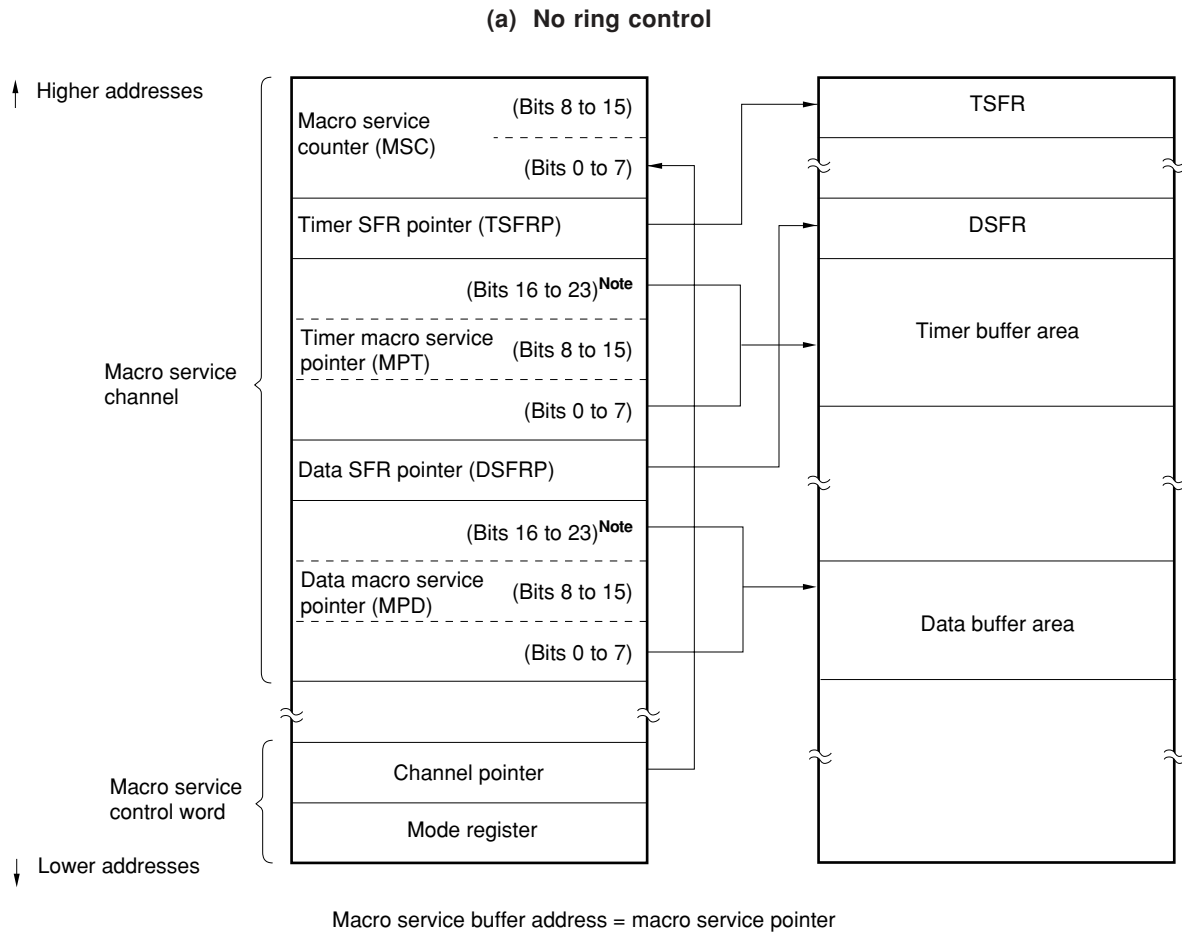 (a) No ring control
Higher addresses
Macro service
counter (MSC)
(Bits 8 to 15)
(Bits 0 to 7)
Timer SFR pointer (TSFRP)
(Bits 16 to 23)Note
Timer macro service
pointer (MPT)
(Bits 8 to 15)
(Bits 0 to 7)
Data SFR pointer (DSFRP)
(Bits 16 to 23)Note
Data macro service
pointer (MPD)
(Bits 8 to 15)
(Bits 0 to 7)
Macro service
channel
Channel pointer
Mode register
Macro service
control word
Lower addresses
TSFR
DSFR
Timer buffer area
Data buffer area
Macro service buffer address = macro service pointer